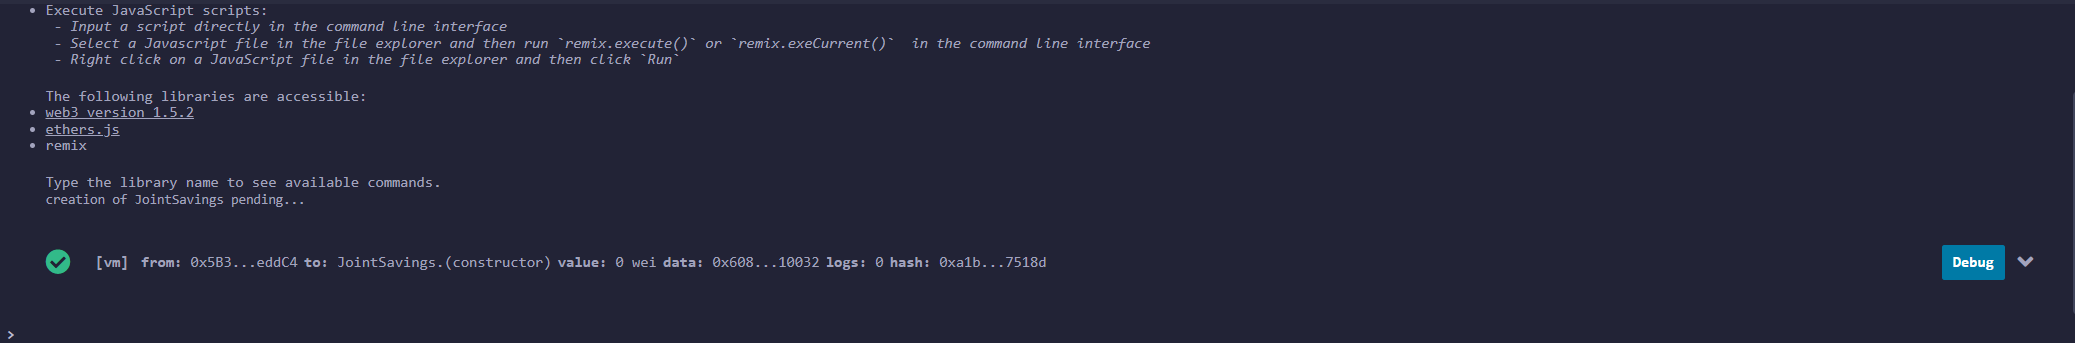 • Execute JavaScript scripts:
- Input a script directly in the command line interface
- Select a Javascript file in the file explorer and then run `remix.execute()` or `remix.exeCurrent()`  in the command line interface
- Right click on a JavaScript file in the file explorer and then click `Run`
The following libraries are accessible:
• web3 version 1.5.2
• ethers.js
• remix
Type the library name to see available commands.
creation of JointSavings pending...
[vm] from: 0x5B3...eddC4 to: JointSavings.(constructor) value: 0 wei data: 0x608...10032 logs: 0 hash: 0xa1b...7518d Debug
>